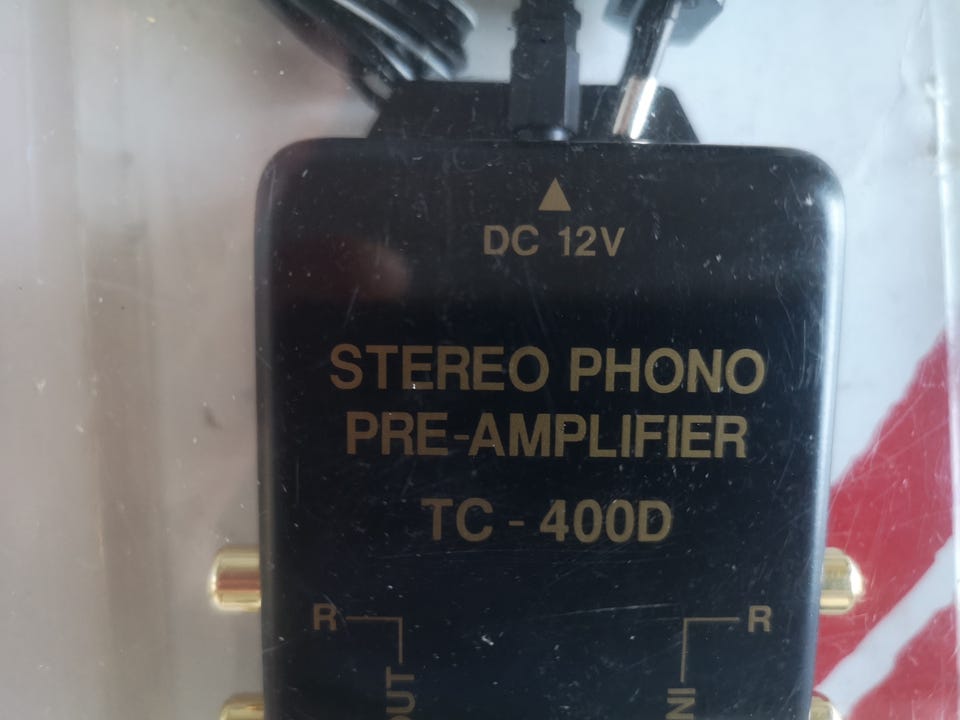 DC 12V
STEREO PHONO
PRE-AMPLIFIER
TC - 400D
R
R
OUT
IN